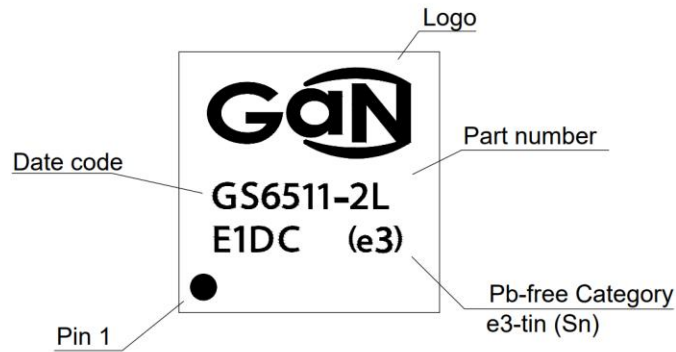 Logo
GaN
Part number
Date code
GS6511-2L
E1DC (e3)
Pb-free Category
e3-tin (Sn)
Pin 1